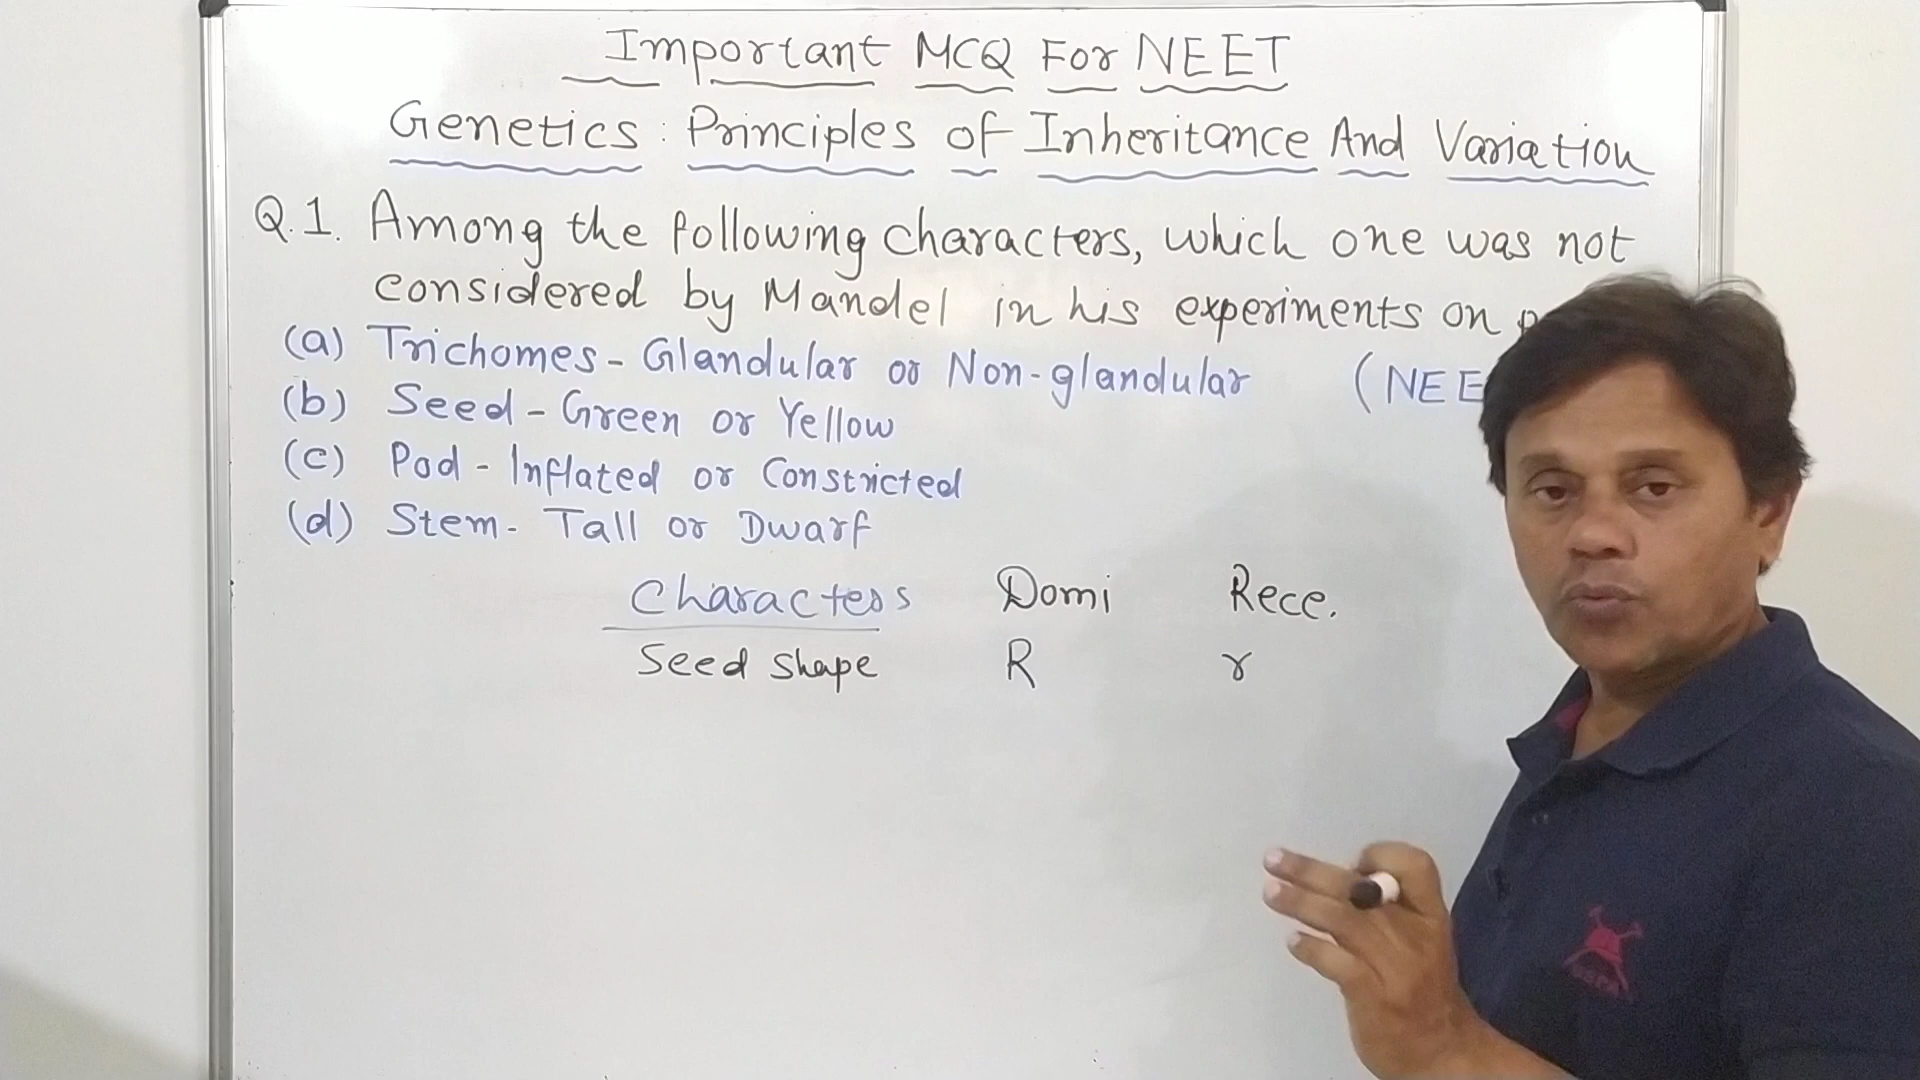 Important MCQ For NEET
Genetics: Principles of Inheritance And Variation
Q.1. Among the following characters, which one was not
considered by Mandel in his experiments on
(a) Trichomes - Glandular or Non-glandular (NEE
(b) Seed - Green or Yellow
(c) Pod - Inflated or Constricted
(d) Stem - Tall or Dwarf
Characters Domi Rece.
Seed Shape R r